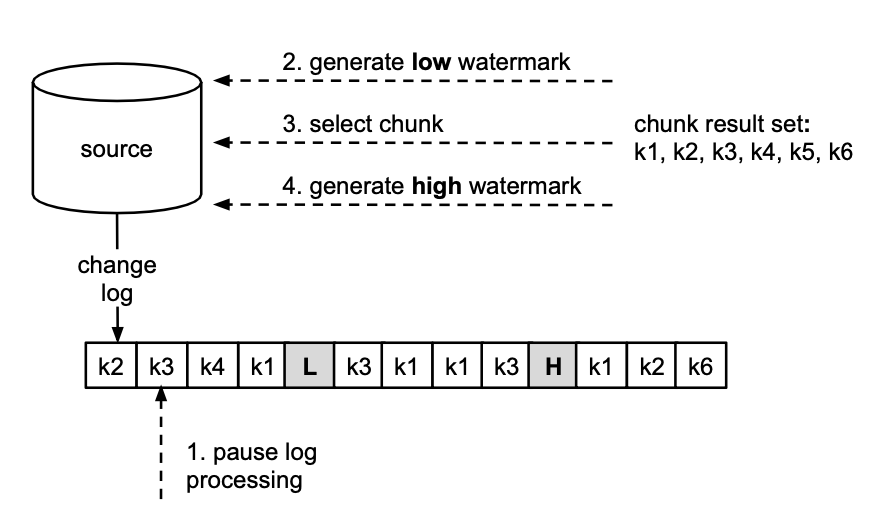 2. generate low watermark
3. select chunk
chunk result set:
k1, k2, k3, k4, k5, k6
source
4. generate high watermark
change
log
k2 k3 k4 k1 L k3 k1 k1 k3 H k1 k2 k6
1. pause log
processing